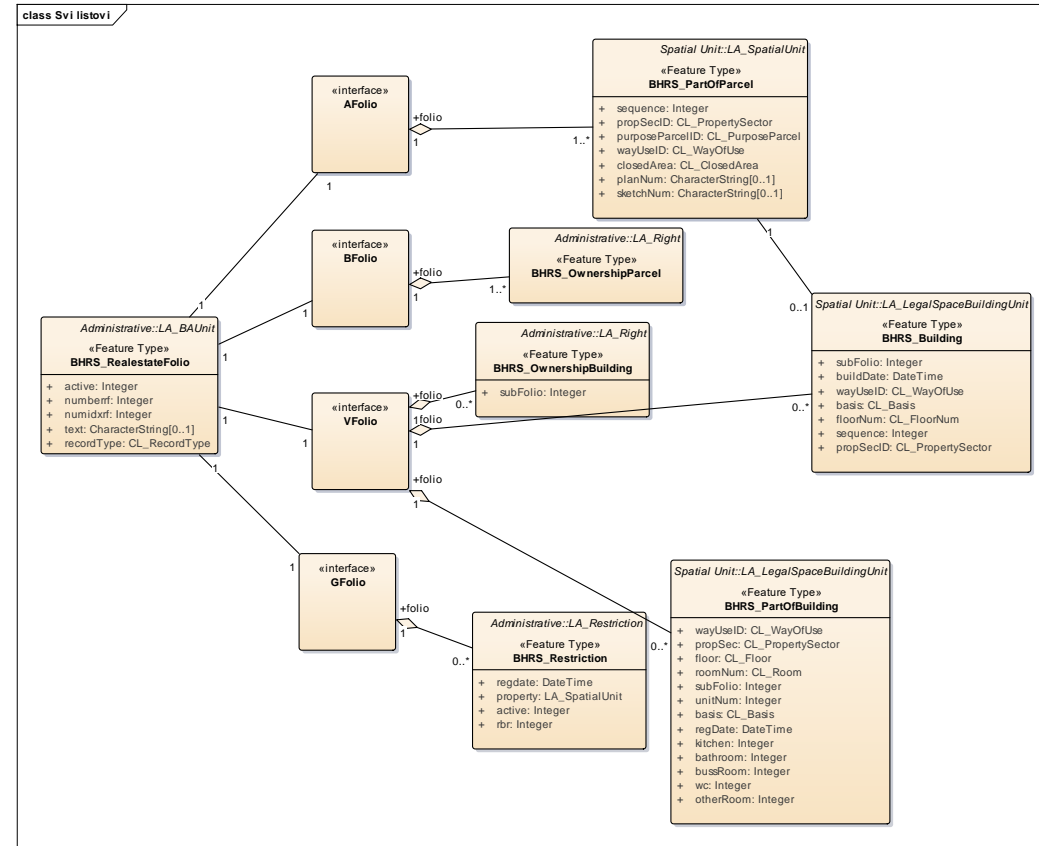 class Svi listovi
«interface»
AFolio
+folio
1
1..*
1
Spatial Unit::LA_SpatialUnit
«Feature Type»
BHRS_PartOfParcel
+ sequence: Integer
+ propSecID: CL_PropertySector
+ purposeParcelID: CL_PurposeParcel
+ wayUseID: CL_WayOfUse
+ closedArea: CL_ClosedArea
+ planNum: CharacterString[0..1]
+ sketchNum: CharacterString[0..1]
1
0..1
«interface»
BFolio
+folio
1
1..*
1
Administrative::LA_Right
«Feature Type»
BHRS_OwnershipParcel
Administrative::LA_BAUnit
«Feature Type»
BHRS_RealestateFolio
+ active: Integer
+ numberrf: Integer
+ numidxrf: Integer
+ text: CharacterString[0..1]
+ recordType: CL_RecordType
1
1
1
1
Administrative::LA_Right
«Feature Type»
BHRS_OwnershipBuilding
+ subFolio: Integer
Spatial Unit::LA_LegalSpaceBuildingUnit
«Feature Type»
BHRS_Building
+ subFolio: Integer
+ buildDate: DateTime
+ wayUseID: CL_WayOfUse
+ basis: CL_Basis
+ floorNum: CL_FloorNum
+ sequence: Integer
+ propSecID: CL_PropertySector
«interface»
VFolio
+folio
0..*
1
+folio
1
0..*
+folio
1
0..*
1
«interface»
GFolio
1
+folio
1
0..*
Administrative::LA_Restriction
«Feature Type»
BHRS_Restriction
+ regdate: DateTime
+ property: LA_SpatialUnit
+ active: Integer
+ rbr: Integer
Spatial Unit::LA_LegalSpaceBuildingUnit
«Feature Type»
BHRS_PartOfBuilding
+ wayUseID: CL_WayOfUse
+ propSec: CL_PropertySector
+ floor: CL_Floor
+ roomNum: CL_Room
+ subFolio: Integer
+ unitNum: Integer
+ basis: CL_Basis
+ regDate: DateTime
+ kitchen: Integer
+ bathroom: Integer
+ bussRoom: Integer
+ wc: Integer
+ otherRoom: Integer